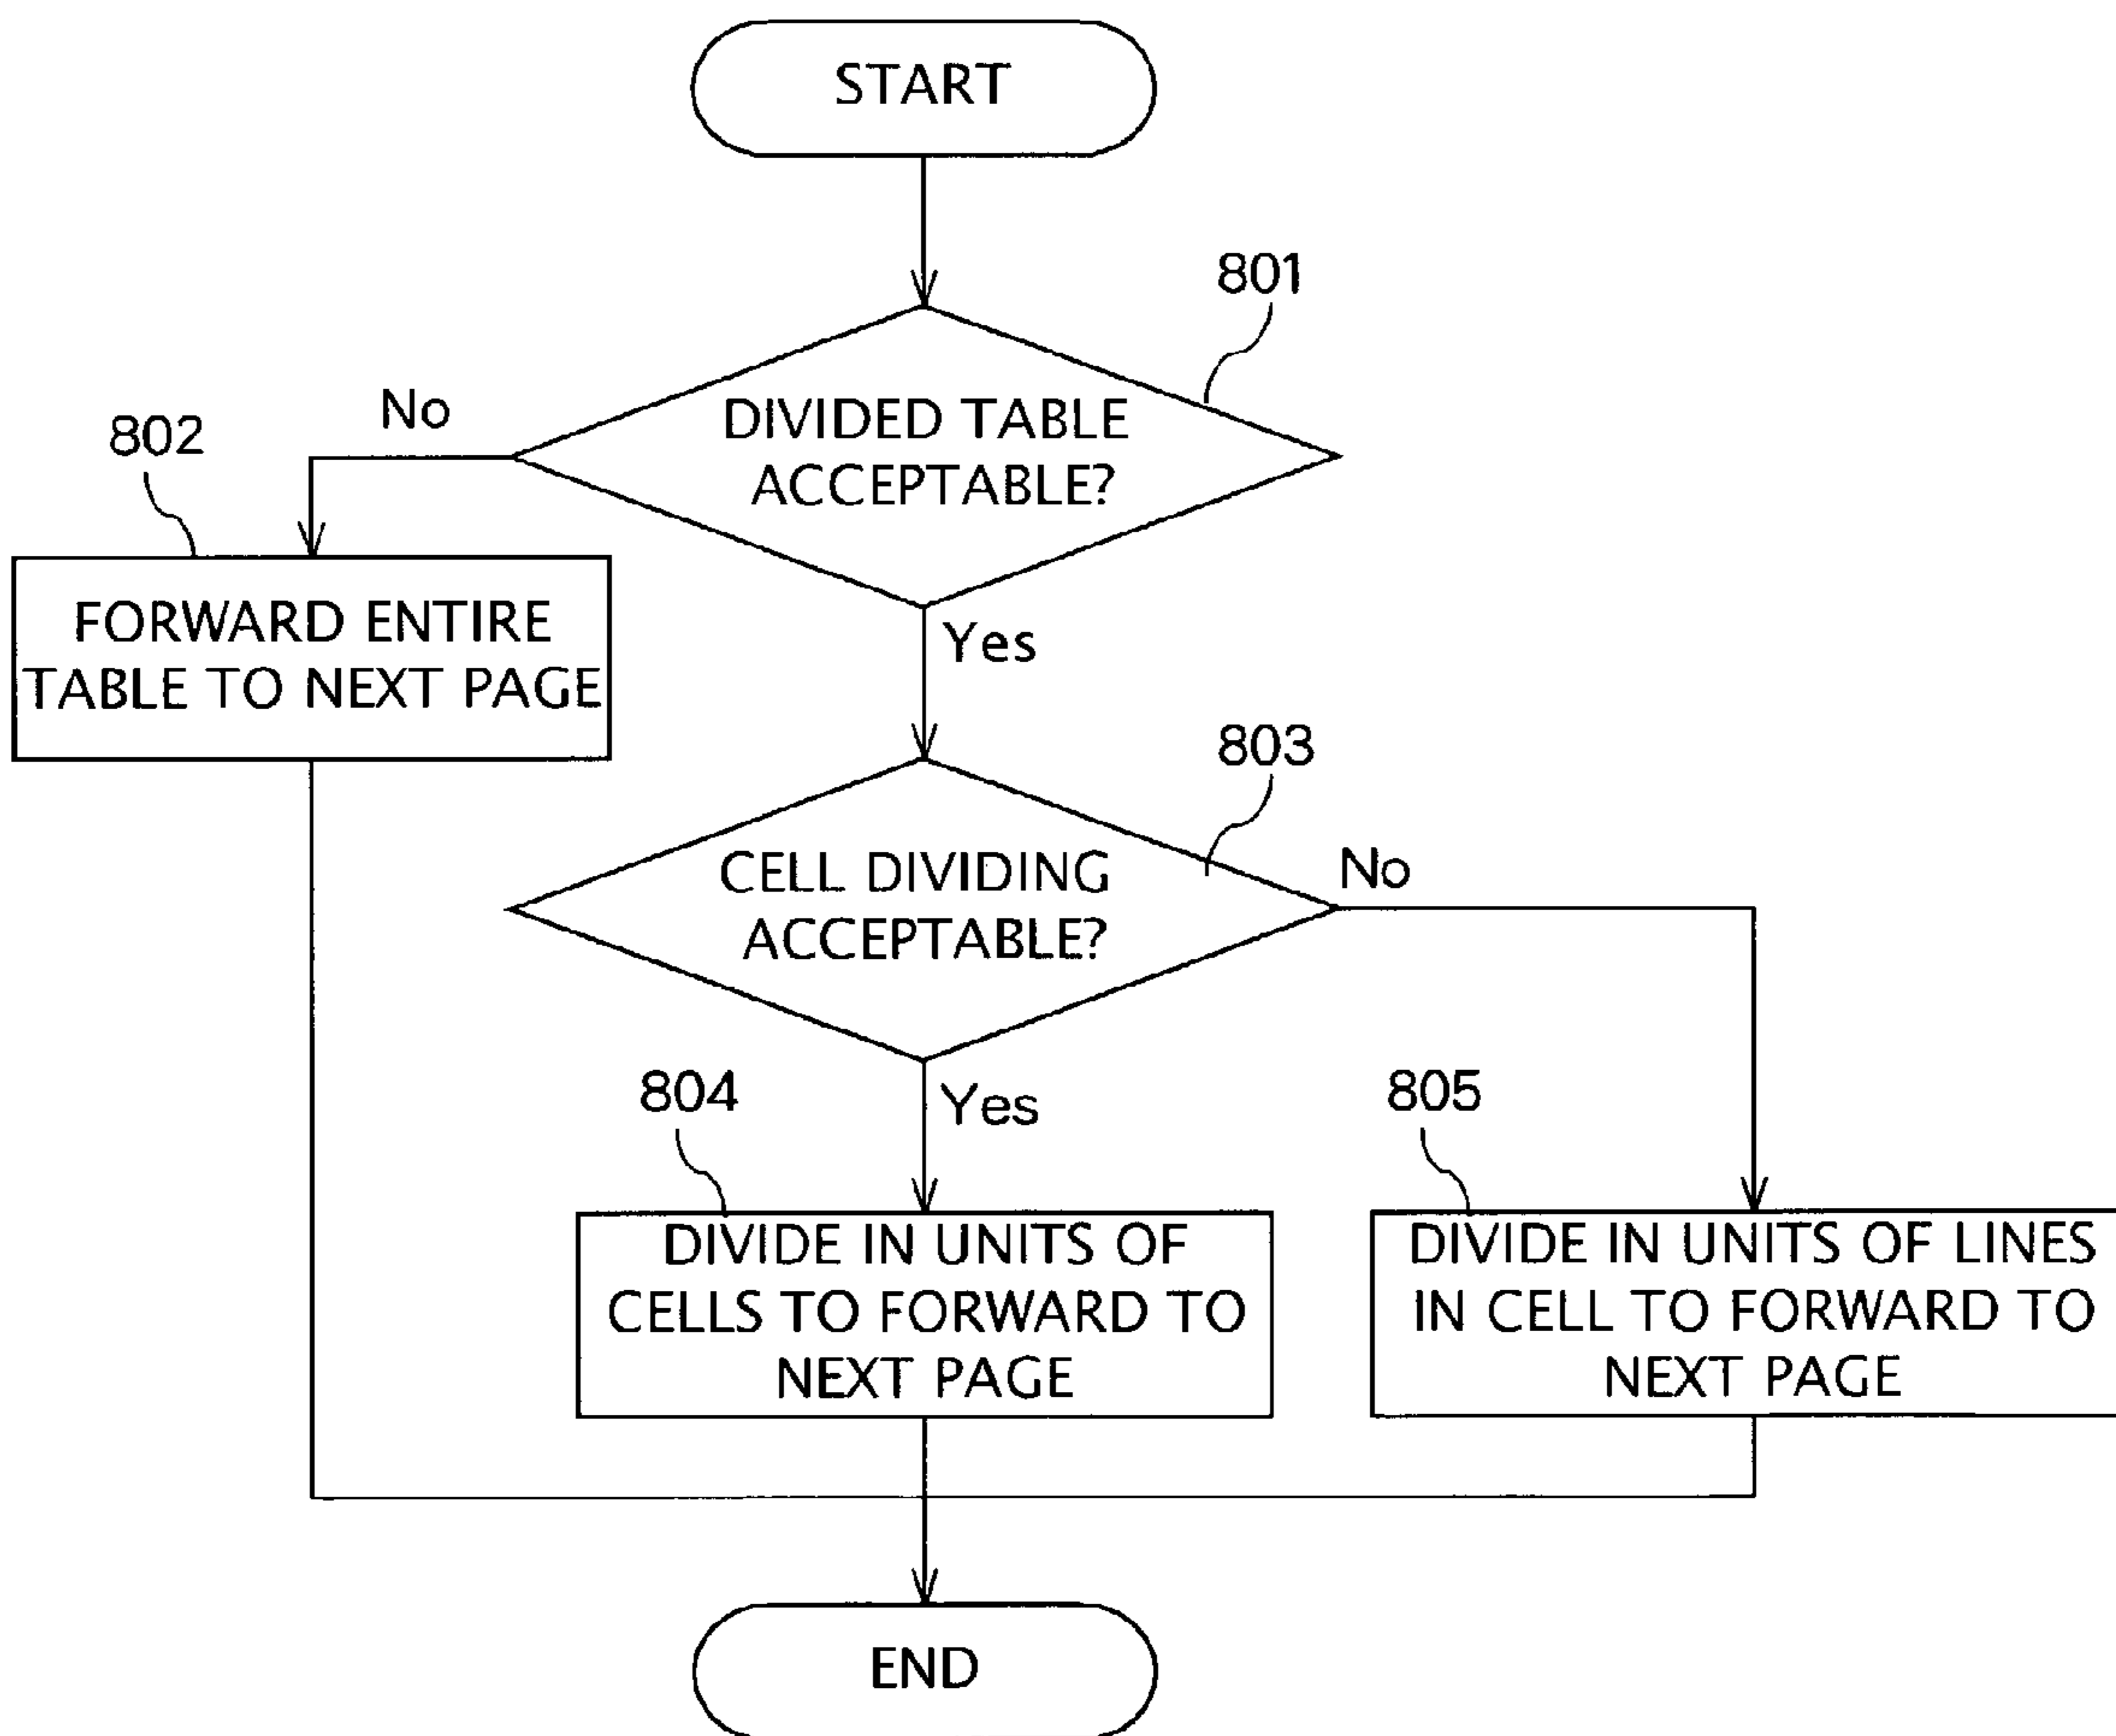 START
801
DIVIDED TABLE
ACCEPTABLE?
No
802
FORWARD ENTIRE
TABLE TO NEXT PAGE
Yes
803
CELL DIVIDING
ACCEPTABLE?
No
Yes
804
DIVIDE IN UNITS OF
CELLS TO FORWARD TO
NEXT PAGE
805
DIVIDE IN UNITS OF LINES
IN CELL TO FORWARD TO
NEXT PAGE
END